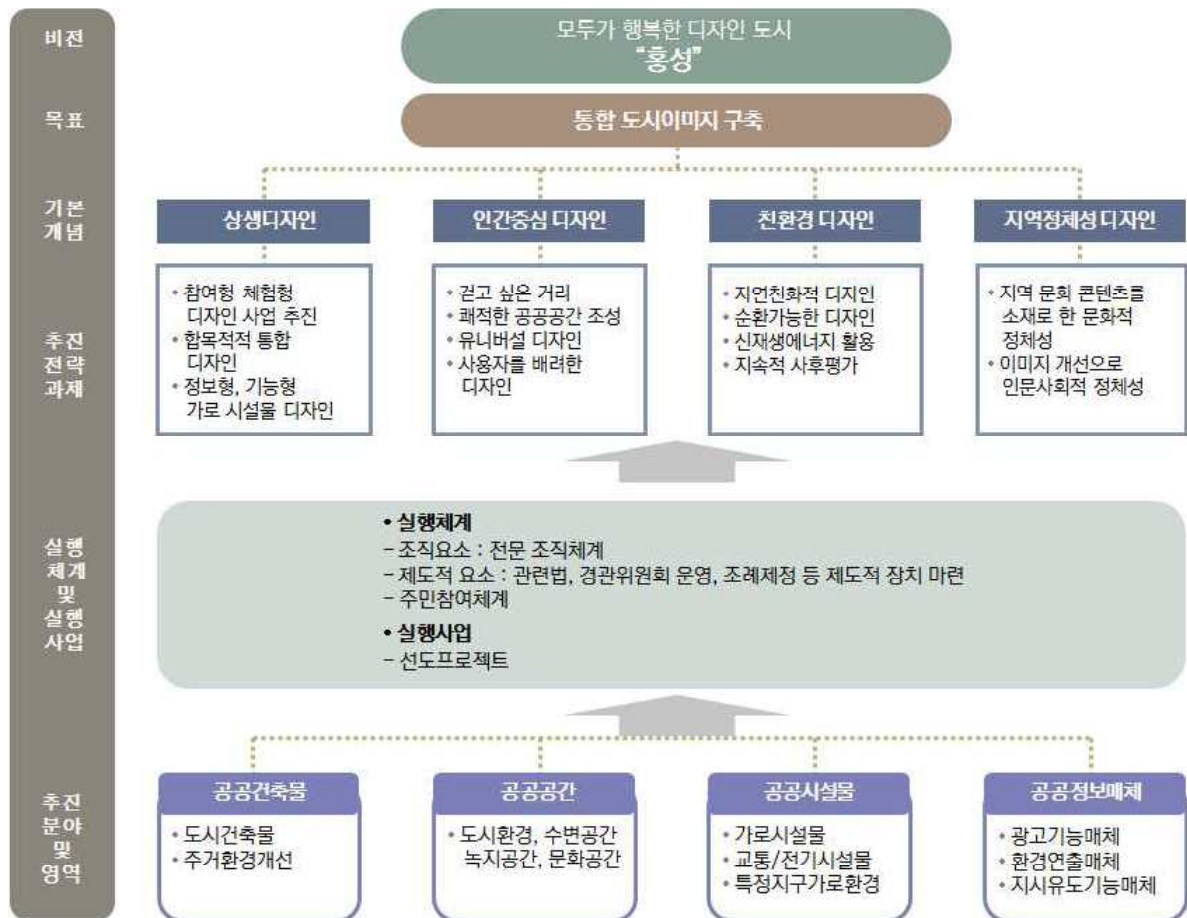 비전
모두가 행복한 디자인 도시
“홍성”
목표
통합 도시이미지 구축
기본
개념
상생디자인
인간중심 디자인
친환경 디자인
지역정체성 디자인
추진
전략
과제
• 참여형 체험형
디자인 사업 추진
• 합목적적 통합
디자인
• 정보형, 기능형
가로 시설물 디자인
• 걷고 싶은 거리
• 쾌적한 공공공간 조성
• 유니버설 디자인
• 사용자를 배려한
디자인
• 자연친화적 디자인
• 순환가능한 디자인
• 신재생에너지 활용
• 지속적 사후평가
• 지역 문화 콘텐츠를
소재로 한 문화적
정체성
• 이미지 개선으로
인문사회적 정체성
실행
체계
및
실행
사업
• 실행체계
- 조직요소 : 전문 조직체계
- 제도적 요소 : 관련법, 경관위원회 운영, 조례제정 등 제도적 장치 마련
- 주민참여체계
• 실행사업
- 선도프로젝트
추진
분야
및
영역
공공건축물
• 도시건축물
• 주거환경개선
공공공간
• 도시환경, 수변공간
녹지공간, 문화공간
공공시설물
• 가로시설물
• 교통/전기시설물
• 특정지구가로환경
공공정보매체
• 광고기능매체
• 환경연출매체
• 지시유도기능매체